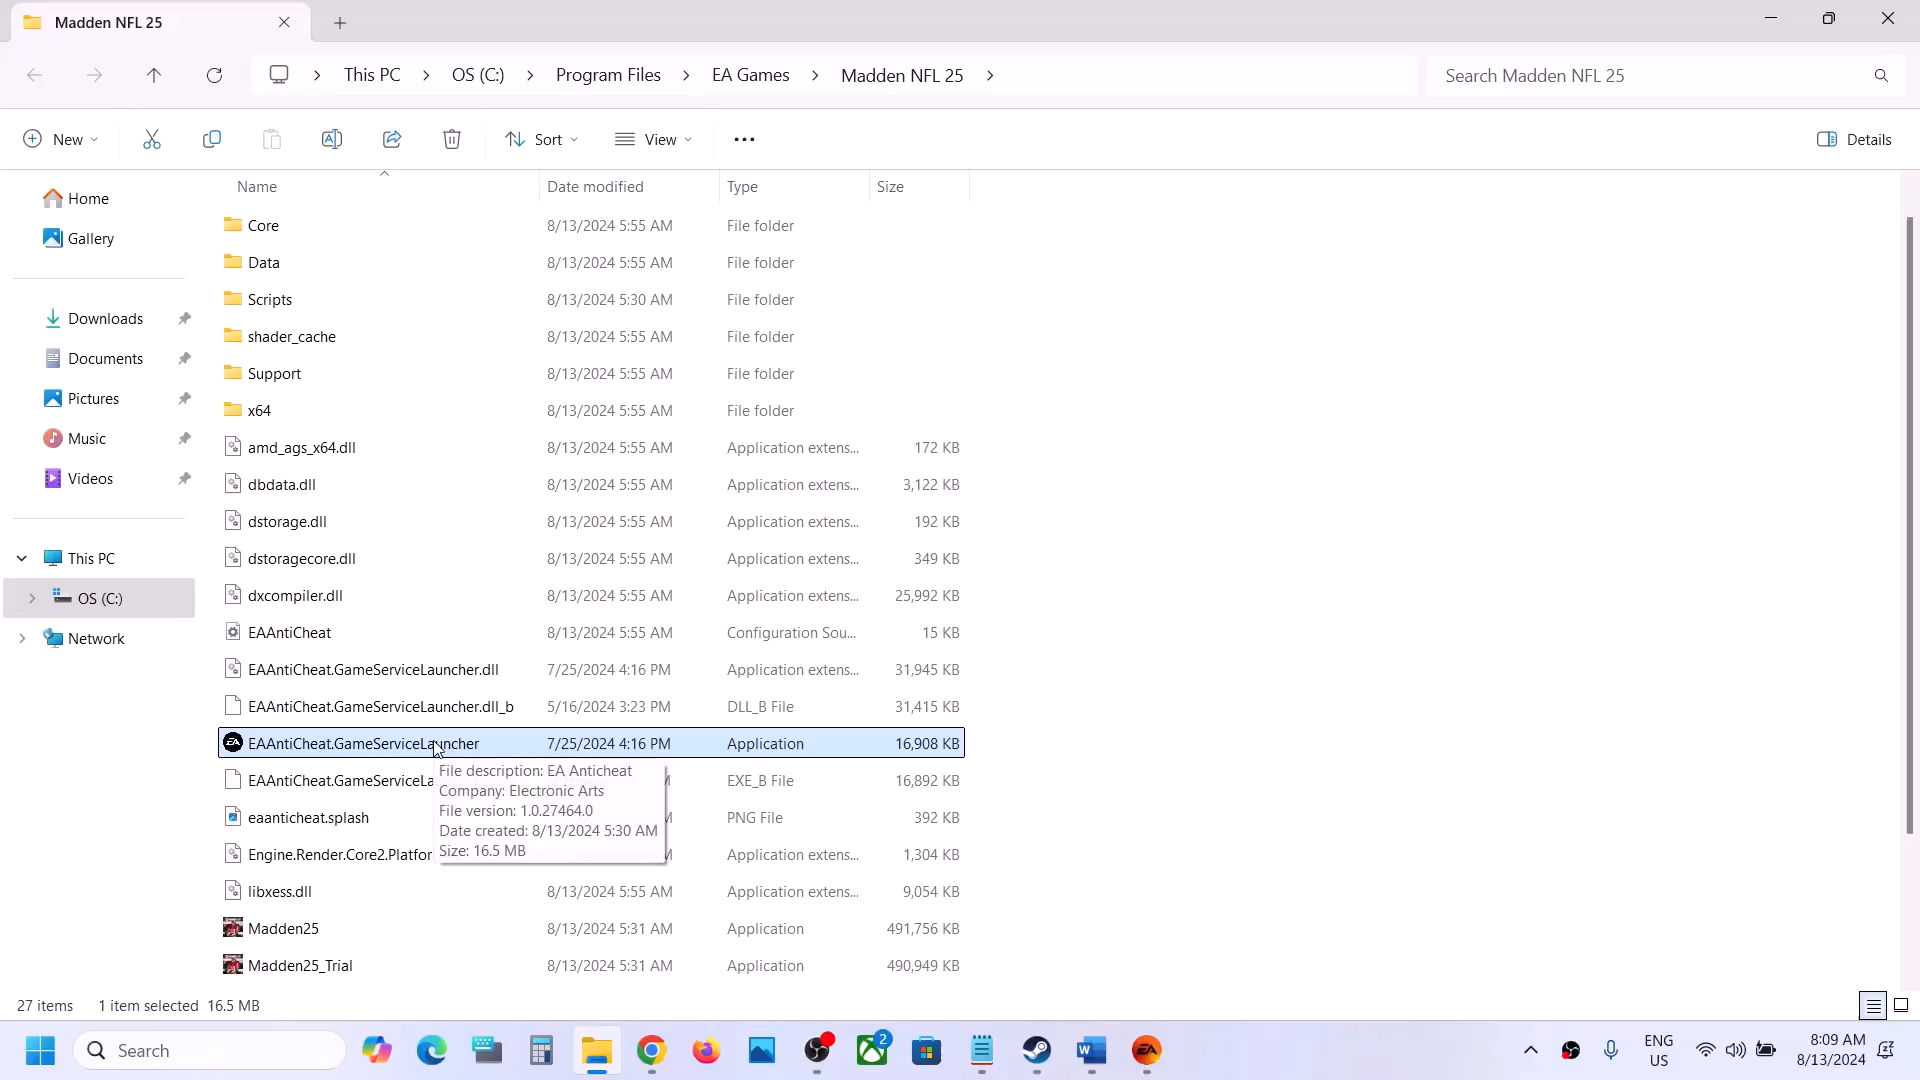 Madden NFL 25
This PC > OS (C:) > Program Files > EA Games > Madden NFL 25 >
Search Madden NFL 25
New
Sort
View
Details
Name Date modified Type Size
Home
Gallery
Downloads
Documents
Pictures
Music
Videos
This PC
OS (C:)
Network
Core 8/13/2024 5:55 AM File folder
Data 8/13/2024 5:55 AM File folder
Scripts 8/13/2024 5:30 AM File folder
shader_cache 8/13/2024 5:55 AM File folder
Support 8/13/2024 5:55 AM File folder
x64 8/13/2024 5:55 AM File folder
amd_ags_x64.dll 8/13/2024 5:55 AM Application extens... 172 KB
dbdata.dll 8/13/2024 5:55 AM Application extens... 3,122 KB
dstorage.dll 8/13/2024 5:55 AM Application extens... 192 KB
dstoragecore.dll 8/13/2024 5:55 AM Application extens... 349 KB
dxcompiler.dll 8/13/2024 5:55 AM Application extens... 25,992 KB
EAAntiCheat 8/13/2024 5:55 AM Configuration Sou... 15 KB
EAAntiCheat.GameServiceLauncher.dll 7/25/2024 4:16 PM Application extens... 31,945 KB
EAAntiCheat.GameServiceLauncher.dll_b 5/16/2024 3:23 PM DLL_B File 31,415 KB
EAAntiCheat.GameServiceLauncher 7/25/2024 4:16 PM Application 16,908 KB
EAAntiCheat.GameServiceLa EXE_B File 16,892 KB
eaanticheat.splash PNG File 392 KB
Engine.Render.Core2.Platfor Application extens... 1,304 KB
File description: EA Anticheat
Company: Electronic Arts
File version: 1.0.27464.0
Date created: 8/13/2024 5:30 AM
Size: 16.5 MB
libxess.dll 8/13/2024 5:55 AM Application extens... 9,054 KB
Madden25 8/13/2024 5:31 AM Application 491,756 KB
Madden25_Trial 8/13/2024 5:31 AM Application 490,949 KB
27 items 1 item selected 16.5 MB
Search
2
ENG
US
8:09 AM
8/13/2024